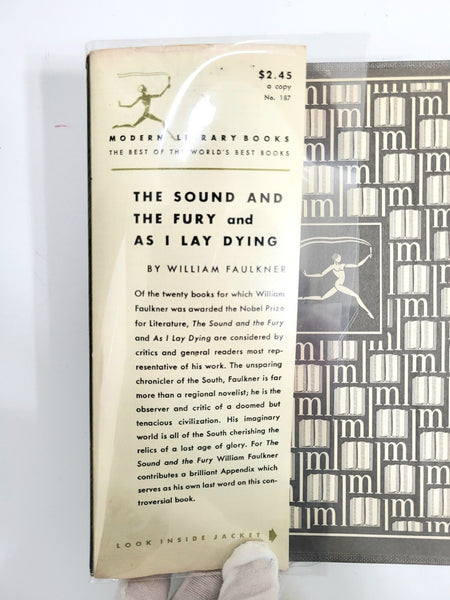 $2.45
a copy
No. 187
MODERN LIBRARY BOOKS
THE BEST OF THE WORLD'S BEST BOOKS
THE SOUND AND
THE FURY and
AS I LAY DYING
BY WILLIAM FAULKNER
Of the twenty books for which William
Faulkner was awarded the Nobel Prize
for Literature, The Sound and the Fury
and As I Lay Dying are considered by
critics and general readers most rep-
resentative of his work. The unsparing
chronicler of the South, Faulkner is far
more than a regional novelist; he is the
observer and critic of a doomed but
tenacious civilization. His imaginary
world is all of the South cherishing the
relics of a lost age of glory. For The
Sound and the Fury William Faulkner
contributes a brilliant Appendix which
serves as his own last word on this con-
troversial book.
LOOK INSIDE JACKET